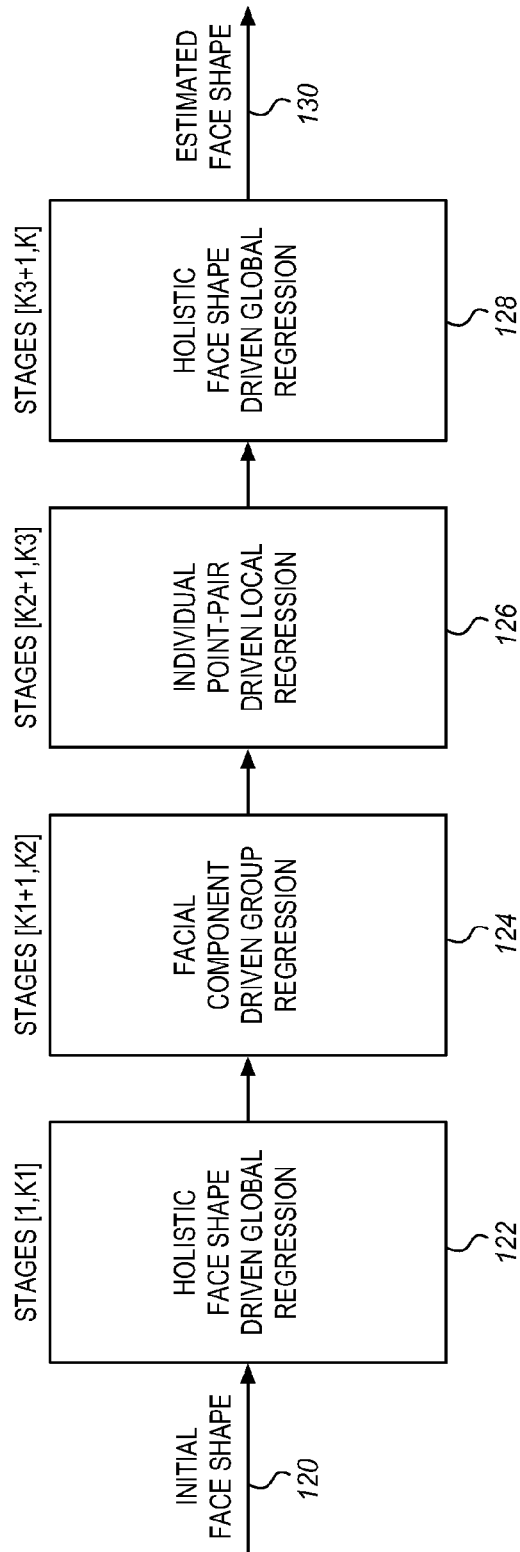 INITIAL
FACE SHAPE
120
STAGES [1,K1]
HOLISTIC
FACE SHAPE
DRIVEN GLOBAL
REGRESSION
122
STAGES [K1+1,K2]
FACIAL
COMPONENT
DRIVEN GROUP
REGRESSION
124
STAGES [K2+1,K3]
INDIVIDUAL
POINT-PAIR
DRIVEN LOCAL
REGRESSION
126
STAGES [K3+1,K]
HOLISTIC
FACE SHAPE
DRIVEN GLOBAL
REGRESSION
128
ESTIMATED
FACE SHAPE
130